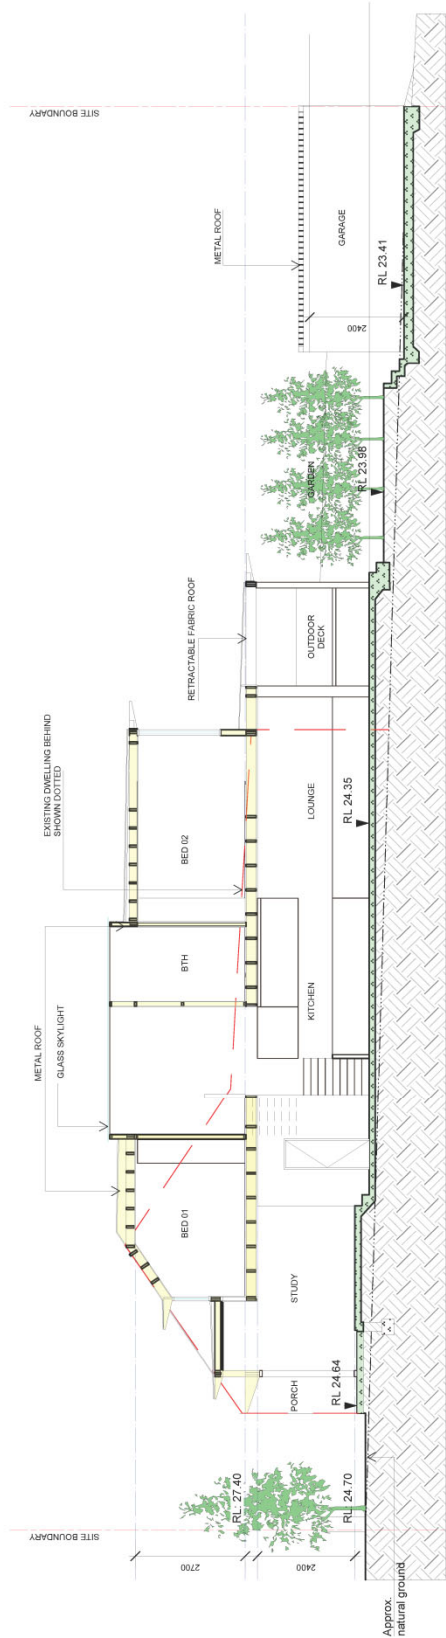 SITE BOUNDARY
2700
2400
RL: 27.40
RL: 24.70
Approx.
natural ground
PORCH
RL 24.64
STUDY
BED 01
METAL ROOF
GLASS SKYLIGHT
BTH
KITCHEN
EXISTING DWELLING BEHIND
SHOWN DOTTED
BED 02
LOUNGE
RL 24.35
RETRACTABLE FABRIC ROOF
OUTDOOR
DECK
GARDEN
RL 23.98
METAL ROOF
GARAGE
2400
RL 23.41
SITE BOUNDARY